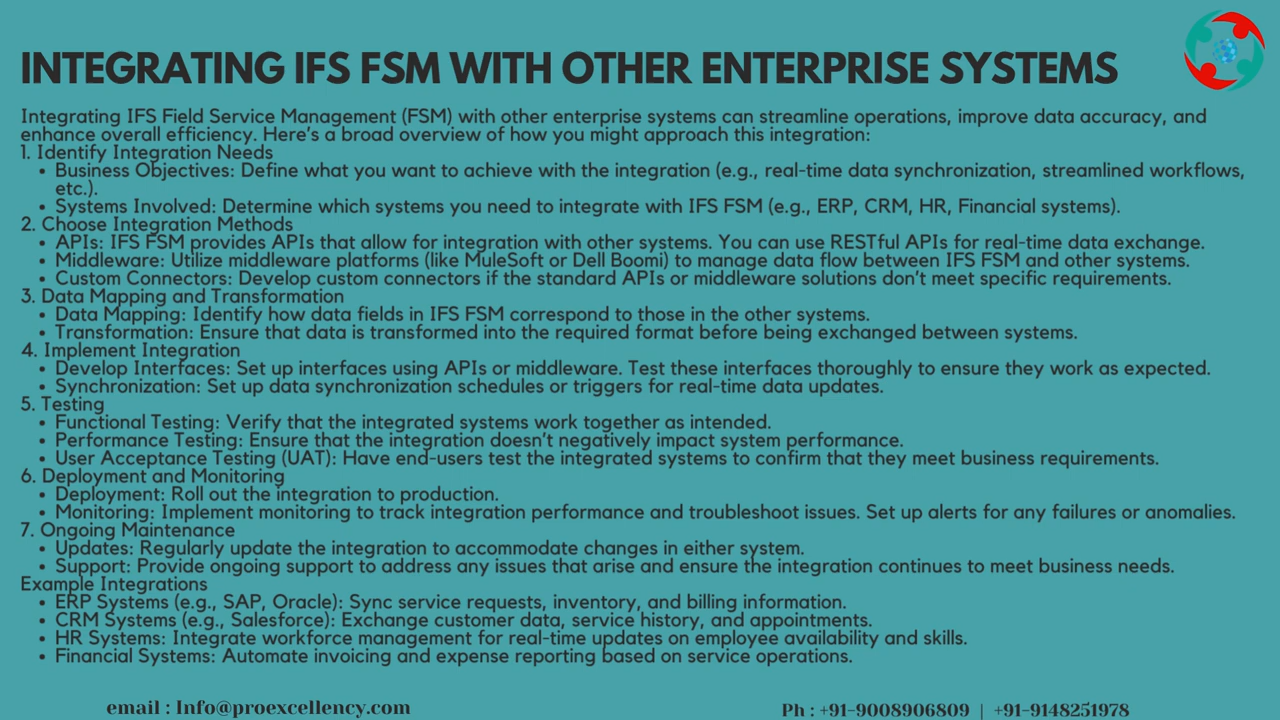 INTEGRATING IFS FSM WITH OTHER ENTERPRISE SYSTEMS
Integrating IFS Field Service Management (FSM) with other enterprise systems can streamline operations, improve data accuracy, and
enhance overall efficiency. Here's a broad overview of how you might approach this integration:
1. Identify Integration Needs
• Business Objectives: Define what you want to achieve with the integration (e.g., real-time data synchronization, streamlined workflows,
etc.).
• Systems Involved: Determine which systems you need to integrate with IFS FSM (e.g., ERP, CRM, HR, Financial systems).
2. Choose Integration Methods
• APIs: IFS FSM provides APIs that allow for integration with other systems. You can use RESTful APIs for real-time data exchange.
• Middleware: Utilize middleware platforms (like MuleSoft or Dell Boomi) to manage data flow between IFS FSM and other systems.
• Custom Connectors: Develop custom connectors if the standard APIs or middleware solutions don't meet specific requirements.
3. Data Mapping and Transformation
• Data Mapping: Identify how data fields in IFS FSM correspond to those in the other systems.
• Transformation: Ensure that data is transformed into the required format before being exchanged between systems.
4. Implement Integration
• Develop Interfaces: Set up interfaces using APIs or middleware. Test these interfaces thoroughly to ensure they work as expected.
• Synchronization: Set up data synchronization schedules or triggers for real-time data updates.
5. Testing
• Functional Testing: Verify that the integrated systems work together as intended.
• Performance Testing: Ensure that the integration doesn't negatively impact system performance.
• User Acceptance Testing (UAT): Have end-users test the integrated systems to confirm that they meet business requirements.
6. Deployment and Monitoring
• Deployment: Roll out the integration to production.
• Monitoring: Implement monitoring to track integration performance and troubleshoot issues. Set up alerts for any failures or anomalies.
7. Ongoing Maintenance
• Updates: Regularly update the integration to accommodate changes in either system.
• Support: Provide ongoing support to address any issues that arise and ensure the integration continues to meet business needs.
Example Integrations
• ERP Systems (e.g., SAP, Oracle): Sync service requests, inventory, and billing information.
• CRM Systems (e.g., Salesforce): Exchange customer data, service history, and appointments.
• HR Systems: Integrate workforce management for real-time updates on employee availability and skills.
• Financial Systems: Automate invoicing and expense reporting based on service operations.
email : Info@proexcellency.com
Ph : +91-9008906809 | +91-9148251978